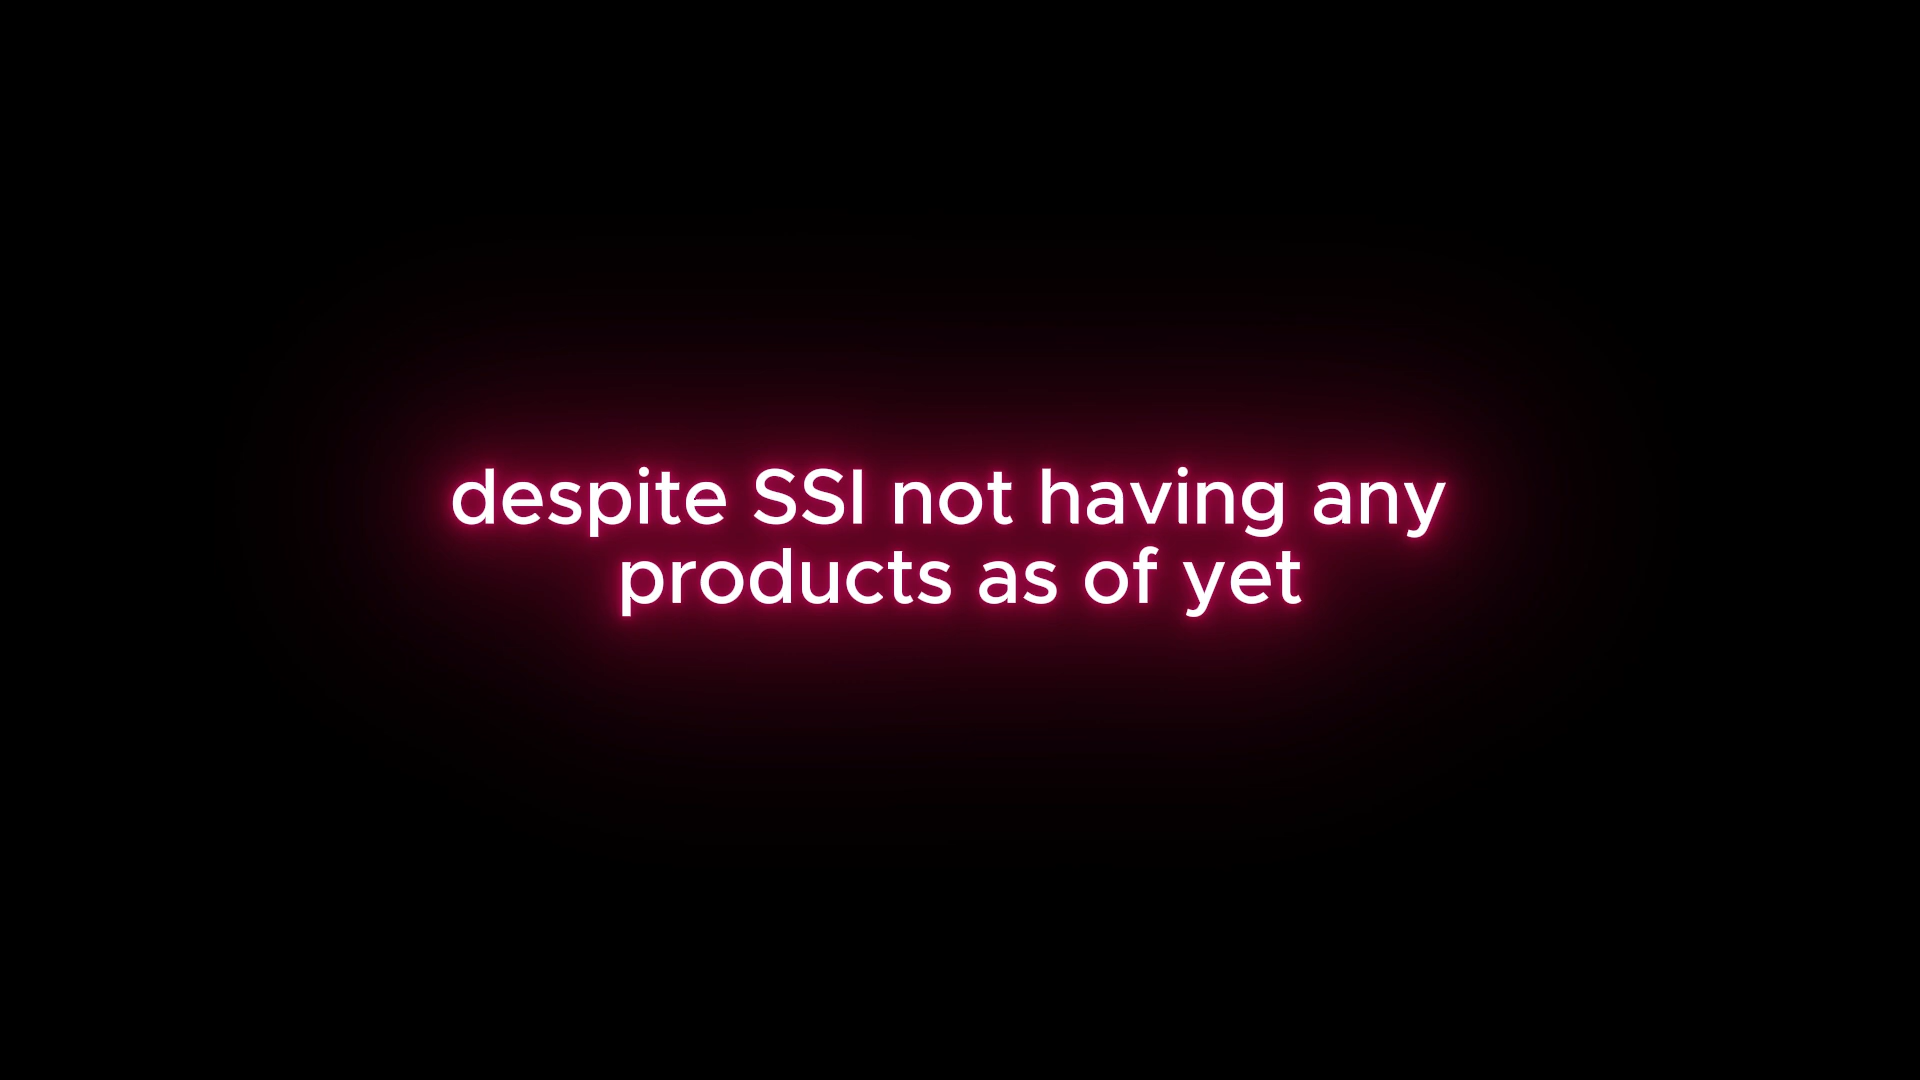 despite SSI not having any
products as of yet